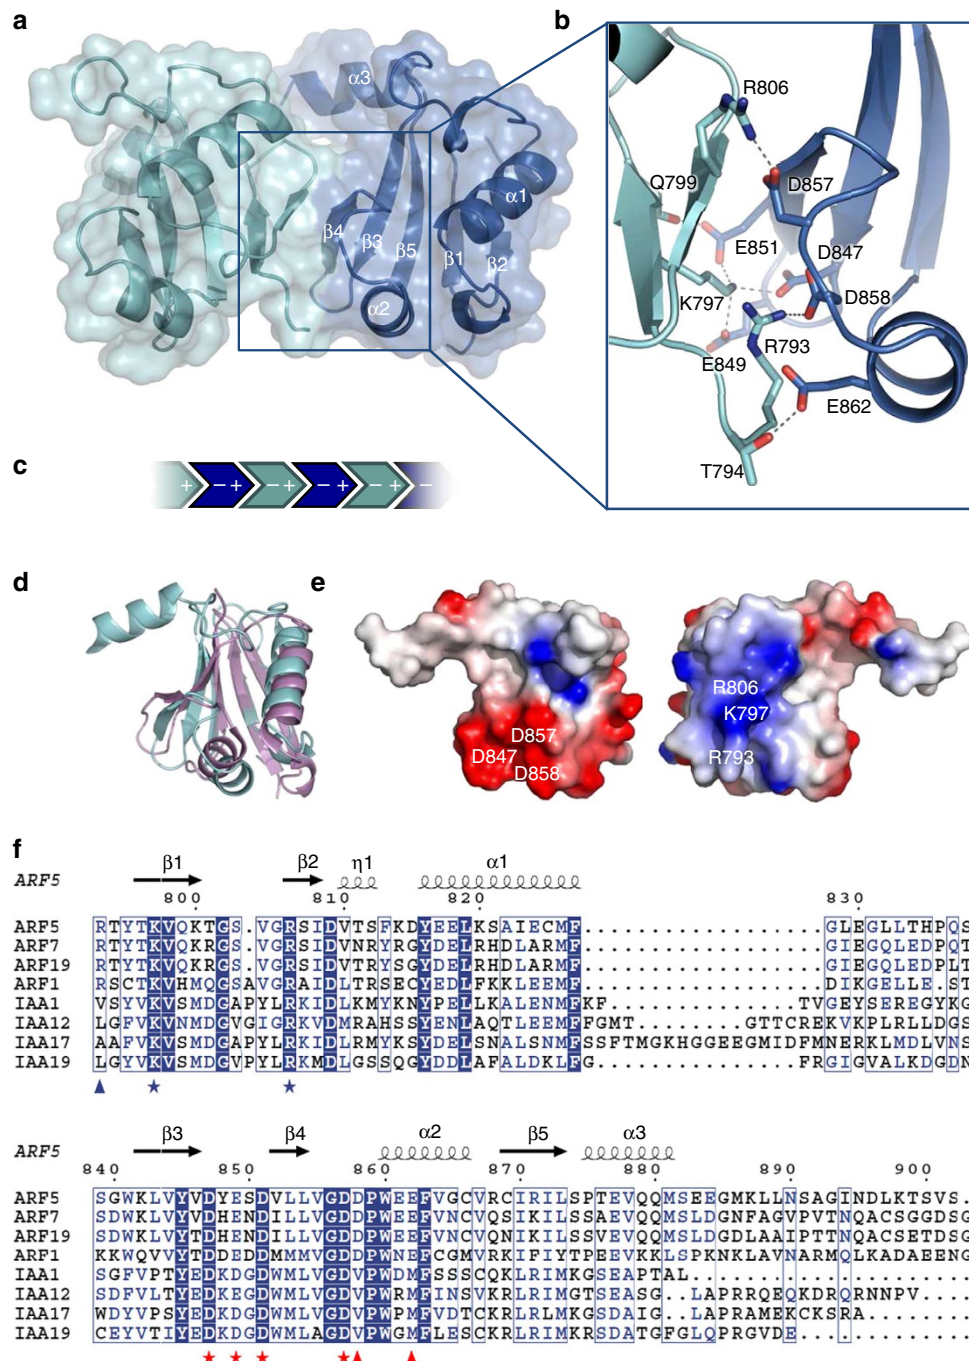 a
α3
α1
β4
β3
β5
β1
β2
α2
b
R806
Q799
D857
E851
D847
K797
D858
R793
E849
E862
T794
c
+ − + − + − + − + −
d
e
D857
D847
D858
R806
K797
R793
f
β1 β2 η1 α1
ARF5
800 810 820 830
ARF5 RTYTKVQKTGS.VGRSIDVTSFKDYEELKSAIECMF..................GLEGLLTHPQS
ARF7 RTYTKVQKRGS.VGRSIDVNRYRGYDELRHDLARMF..................GIEGQLEDPQT
ARF19 RTYTKVQKRGS.VGRSIDVTRYSGYDELRHDLARMF..................GIEGQLEDPLT
ARF1 RSCTKVHMQGSAVGRAIDLTRSECYEDLFKKLEEMF..................DIKGELLE.ST
IAA1 VSYVKVSMDGAPYLRKIDLKMYKNYPELLKALENMFKF................TVGEYSEREGYKG
IAA12 LGFVKVNMDGVGIGRKVDMRAHSSYENLAQTLEEMFFGMT.........GTTCREKVKPLRLLDGS
IAA17 AAFVKVSMDGAPYLRKIDLRMYKSYDELSNALSNMFSSFTMGKHGGEEGMIDFMNERKLMDLVNS
IAA19 LGYVKVSMDGVPYLRKMDLGSSQGYDDLAFALDKLFG.................FRGIGVALKDGDN
β3 β4 α2 β5 α3
ARF5
840 850 860 870 880 890 900
ARF5 SGWKLVYVDYESDVLLVGDDPWEEFVGCVRCIRILSPTEVQQMSEEGMKLLNSAGINDLKTSVS.
ARF7 SDWKLVYVDHENDILLVGDDPWEEFVNCVQSIKILSSAEVQQMSLDGNFAGVPVTNQACSGGDSG
ARF19 SDWKLVYTDHENDILLVGDDPWEEFVNCVQNIKILSSVEVQQMSLDGDLAAIPTTNQACSETDSG
ARF1 KKWQVVYTDDEDDMMMVGDDPWNEFCGMVRKIFIYTPEEVKKLSPKNKLAVNARMQLKADAEENG
IAA1 SGFVPTYEDKDGDWMLVGDVPWDMFSSSCQKLRIMKGSEAPTAL.....................
IAA12 SDFVLTYEDKEGDWMLVGDVPWRMFINSVKRLRIMGTSEASG..LAPRRQEQKDRQRNNPV....
IAA17 WDYVPSYEDKDGDWMLVGDVPWPMFVDTCKRLRLMKGSDAIG..LAPRAMEKCKSRA........
IAA19 CEYVTIYEDKDGDWMLAGDVPWGMFLESCKRLRIMKRSDATGFGLQPRGVDE.............